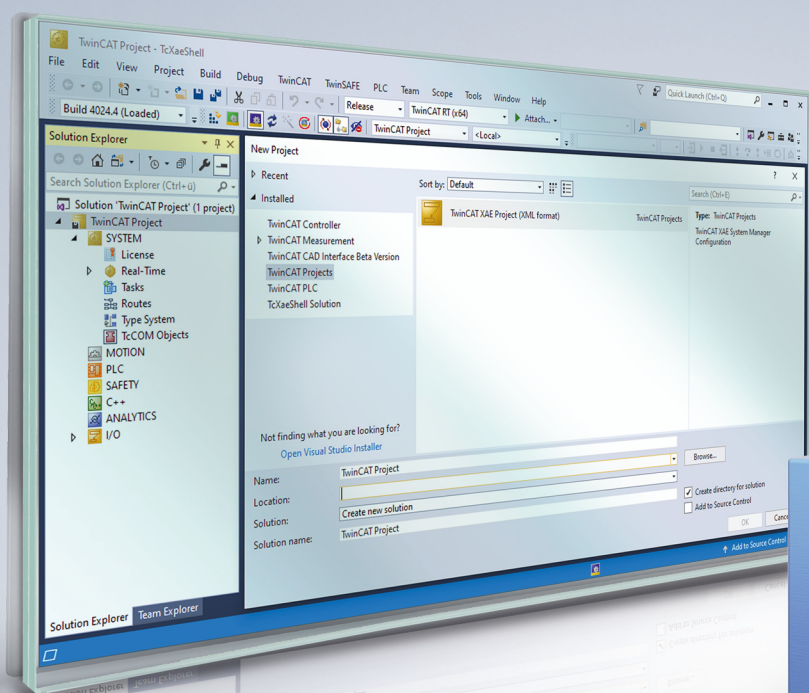 TwinCAT Project - TcXaeShell
Quick Launch (Ctrl+Q)
File Edit View Project Build Debug TwinCAT TwinSAFE PLC Team Scope Tools Window Help
Release TwinCAT RT (x64) Attach...
Build 4024.4 (Loaded) TwinCAT Project <Local>
Solution Explorer
Search Solution Explorer (Ctrl+ü)
Solution 'TwinCAT Project' (1 project)
TwinCAT Project
SYSTEM
License
Real-Time
Tasks
Routes
Type System
TcCOM Objects
MOTION
PLC
SAFETY
C++
ANALYTICS
I/O
Solution Explorer Team Explorer
New Project
? X
Recent
Installed
TwinCAT Controller
TwinCAT Measurement
TwinCAT CAD Interface Beta Version
TwinCAT Projects
TwinCAT PLC
TcXaeShell Solution
Not finding what you are looking for?
Open Visual Studio Installer
Sort by: Default
Search (Ctrl+E)
TwinCAT XAE Project (XML format) TwinCAT Projects
Type: TwinCAT Projects
TwinCAT XAE System Manager
Configuration
Name: TwinCAT Project
Location:
Browse...
Solution: Create new solution
Solution name: TwinCAT Project
Create directory for solution
Add to Source Control
OK Cance
Add to Source Control